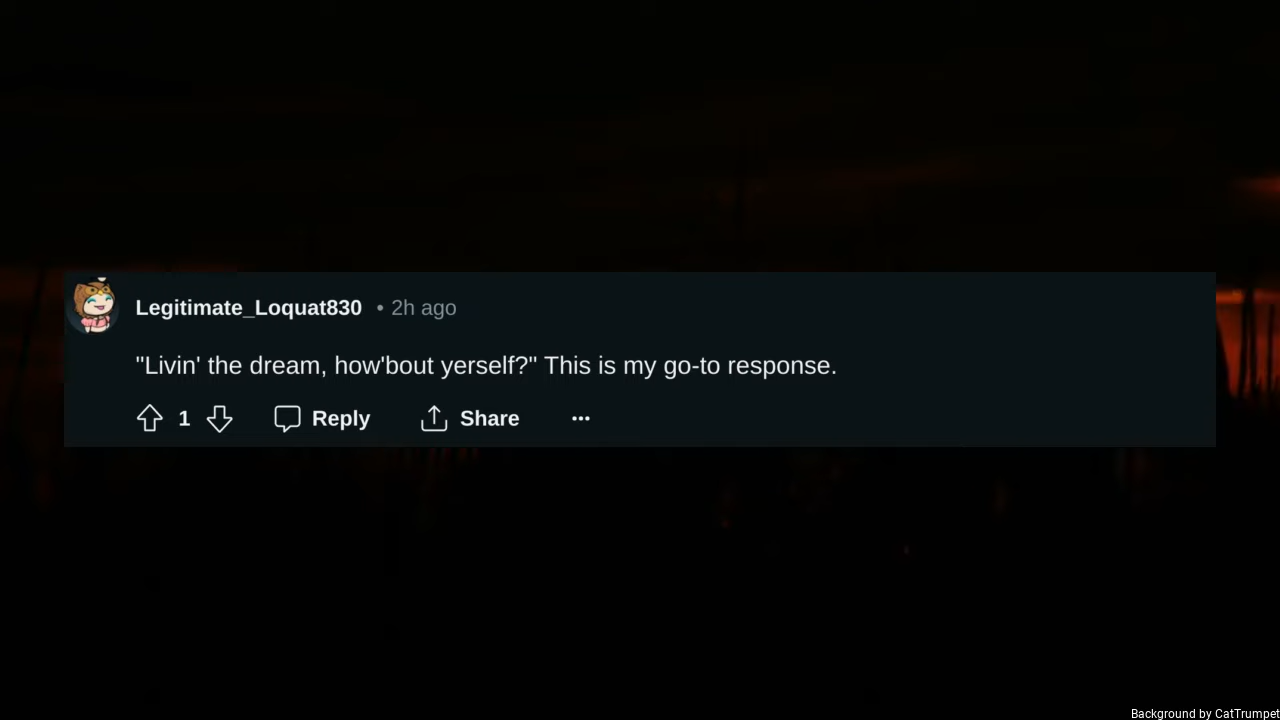 Legitimate_Loquat830 • 2h ago
"Livin' the dream, how'bout yerself?" This is my go-to response.
1 Reply Share
Background by CatTrumpet